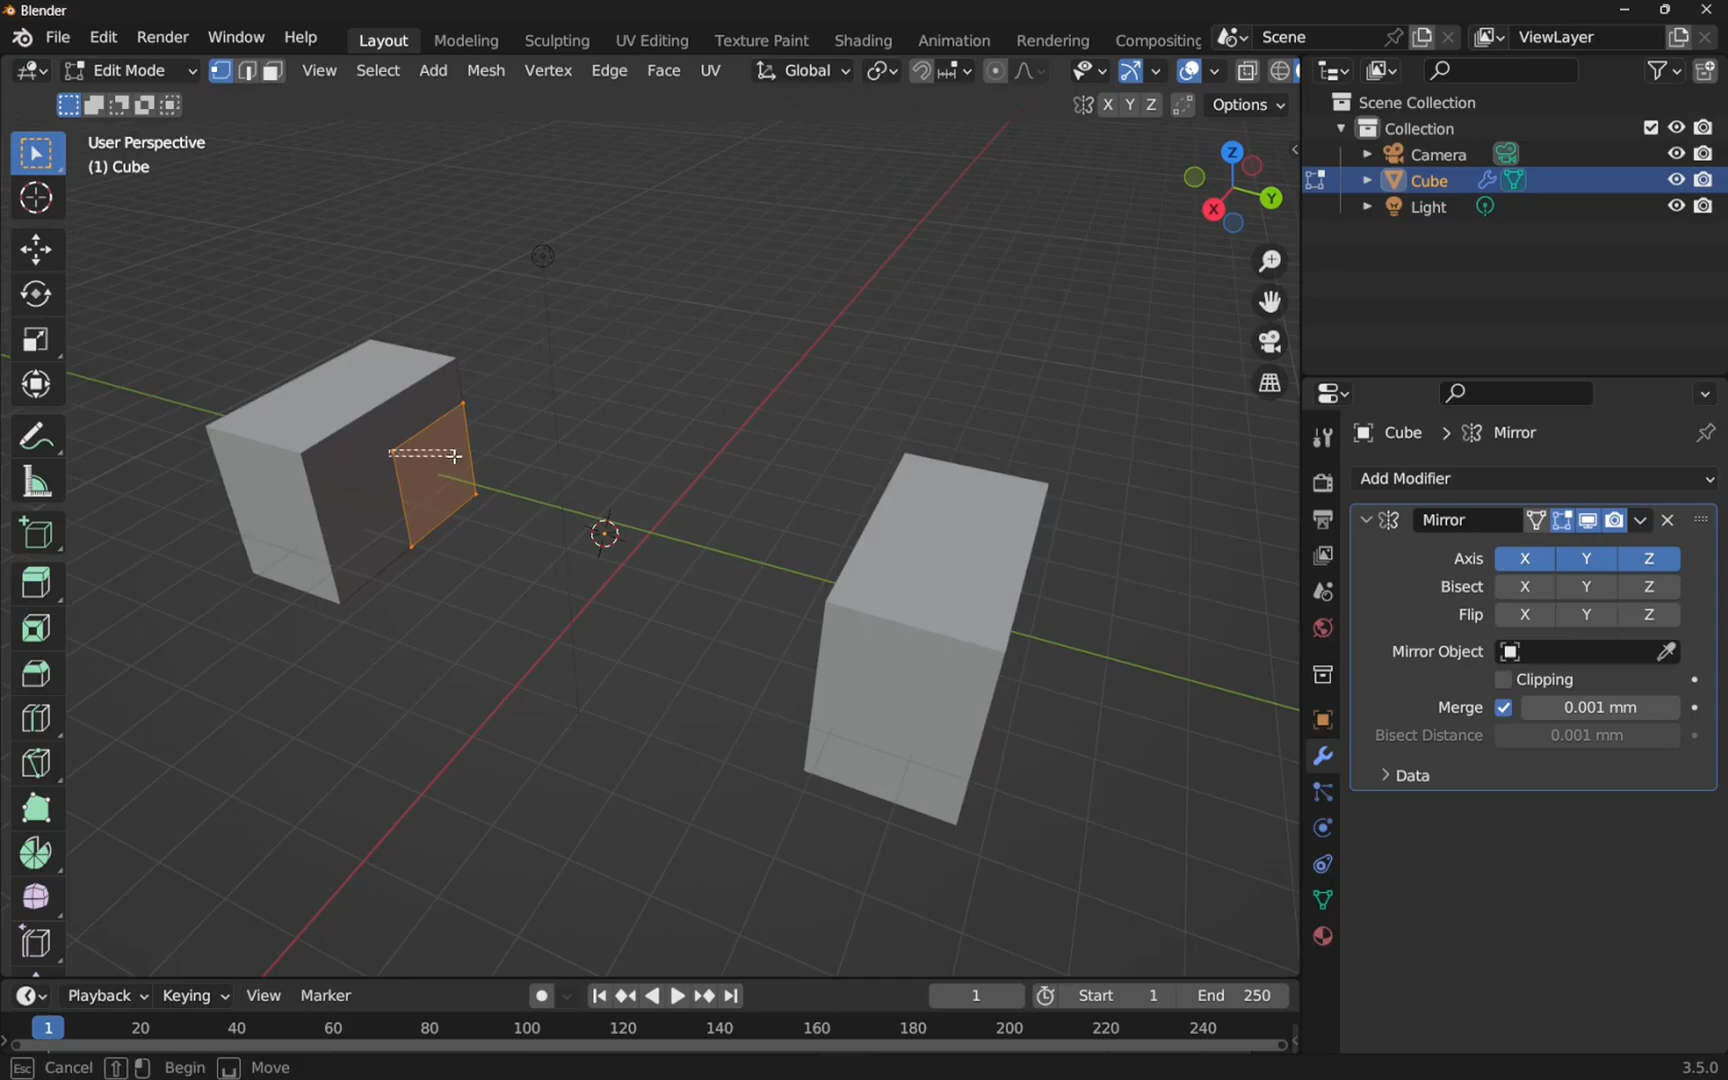 Blender
File Edit Render Window Help Layout Modeling Sculpting UV Editing Texture Paint Shading Animation Rendering Compositing Scene ViewLayer
Edit Mode View Select Add Mesh Vertex Edge Face UV Global
X Y Z Options
User Perspective
(1) Cube
Z
Y
X
Scene Collection
Collection
Camera
Cube
Light
Cube > Mirror
Add Modifier
Mirror
Axis X Y Z
Bisect X Y Z
Flip X Y Z
Mirror Object
Clipping
Merge 0.001 mm
Bisect Distance 0.001 mm
Data
Playback Keying View Marker 1 Start 1 End 250
1 20 40 60 80 100 120 140 160 180 200 220 240
Esc Cancel Begin Move 3.5.0